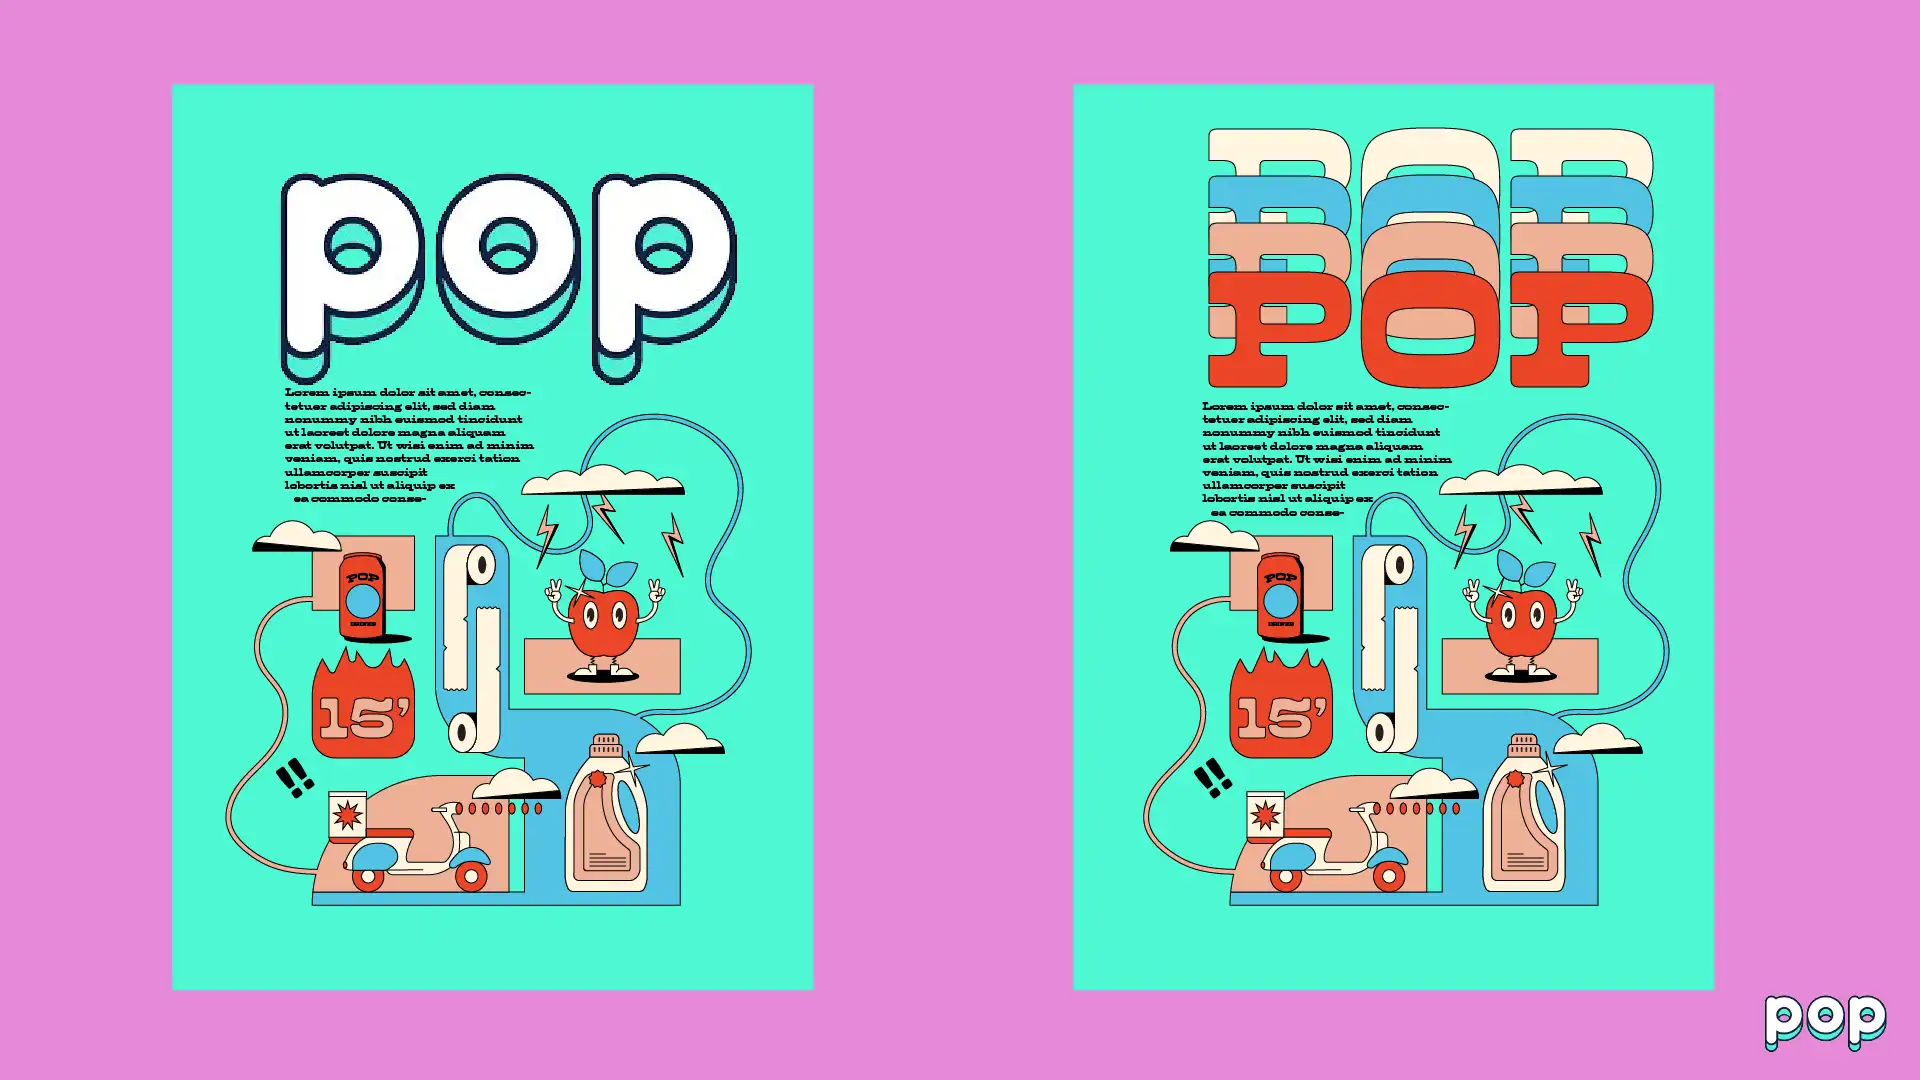 pop
Lorem ipsum dolor sit amet, consec-
tetuer adipiscing elit, sed diam
nonummy nibh euismod tincidunt
ut laoreet dolore magna aliquam
erat volutpat. Ut wisi enim ad minim
veniam, quis nostrud exerci tation
ullamcorper suscipit
lobortis nisl ut aliquip ex
ea commodo conse-
POP
15’
!!
POP
POP
POP
POP
Lorem ipsum dolor sit amet, consec-
tetuer adipiscing elit, sed diam
nonummy nibh euismod tincidunt
ut laoreet dolore magna aliquam
erat volutpat. Ut wisi enim ad minim
veniam, quis nostrud exerci tation
ullamcorper suscipit
lobortis nisl ut aliquip ex
ea commodo conse-
POP
15’
!!
pop